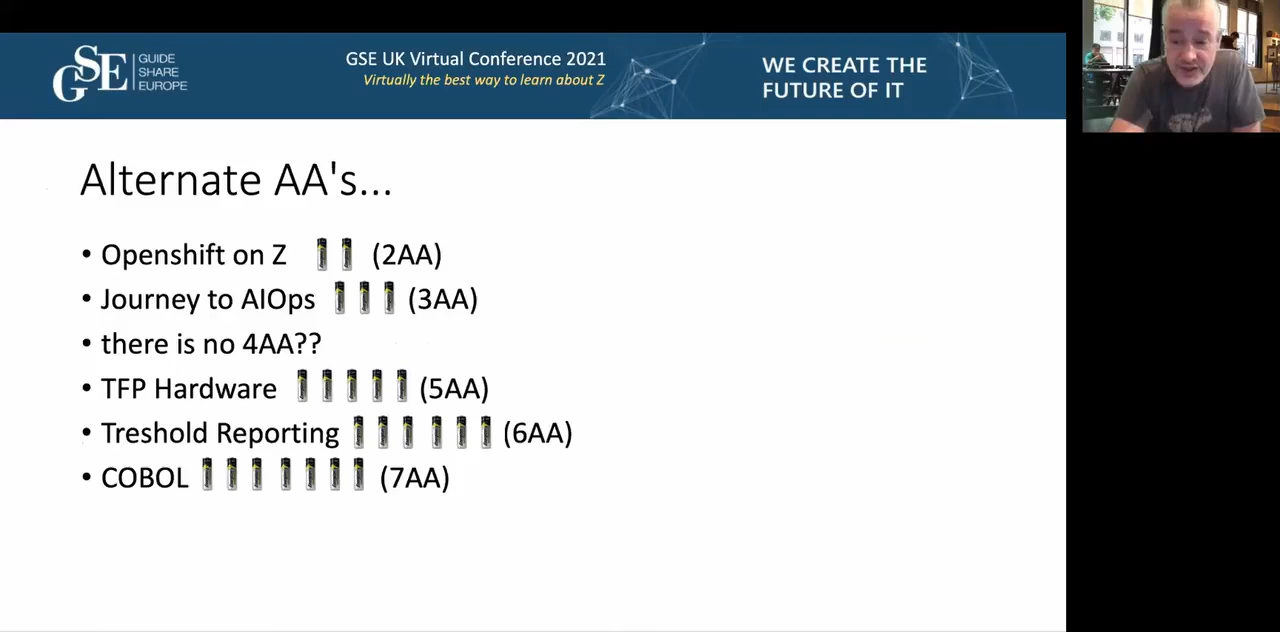 GSE
GUIDE
SHARE
EUROPE
GSE UK Virtual Conference 2021
Virtually the best way to learn about Z
WE CREATE THE
FUTURE OF IT
Alternate AA's...
• Openshift on Z (2AA)
• Journey to AIOps (3AA)
• there is no 4AA??
• TFP Hardware (5AA)
• Treshold Reporting (6AA)
• COBOL (7AA)